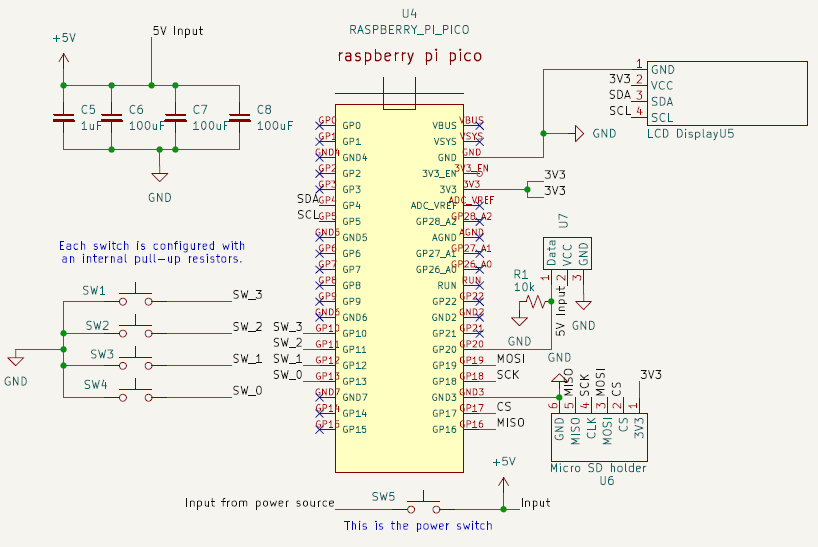 U4
RASPBERRY_PI_PICO
raspberry pi pico
+5V
5V Input
C5
1uF
C6
100uF
C7
100uF
C8
100uF
GND
GP0
GP0
GP1
GP1
GND4
GND4
GP2
GP2
GP3
GP3
SDA
GP4
GP4
SCL
GP5
GP5
GND5
GND5
GP6
GP6
GP7
GP7
GP8
GP8
GP9
GP9
GND6
GND6
SW_3
GP10
GP10
SW_2
GP11
GP11
SW_1
GP12
GP12
SW_0
GP13
GP13
GND7
GND7
GP14
GP14
GP15
GP15
VBUS
VBUS
VSYS
VSYS
GND
GND
3V3_EN
3V3_EN
3V3
3V3
ADC_VREF
ADC_VREF
GP28_A2
GP28_A2
AGND
AGND
GP27_A1
GP27_A1
GP26_A0
GP26_A0
RUN
RUN
GP22
GP22
GND2
GND2
GP21
GP21
GP20
GP20
GP19
GP19
MOSI
GP18
GP18
SCK
GND3
GND3
GP17
GP17
CS
GP16
GP16
MISO
3V3
3V3
1
GND
3V3
2
VCC
SDA
3
SDA
SCL
4
SCL
LCD DisplayU5
GND
U7
Data
VCC
GND
1
2
3
R1
10k
5V Input
GND
GND
GND
MISO
SCK
MOSI
CS
3V3
6
5
4
3
2
1
GND
MISO
CLK
MOSI
CS
3V3
Micro SD holder
U6
Each switch is configured with
an internal pull-up resistors.
SW1
SW_3
SW2
SW_2
SW3
SW_1
SW4
SW_0
GND
+5V
Input from power source
SW5
Input
This is the power switch